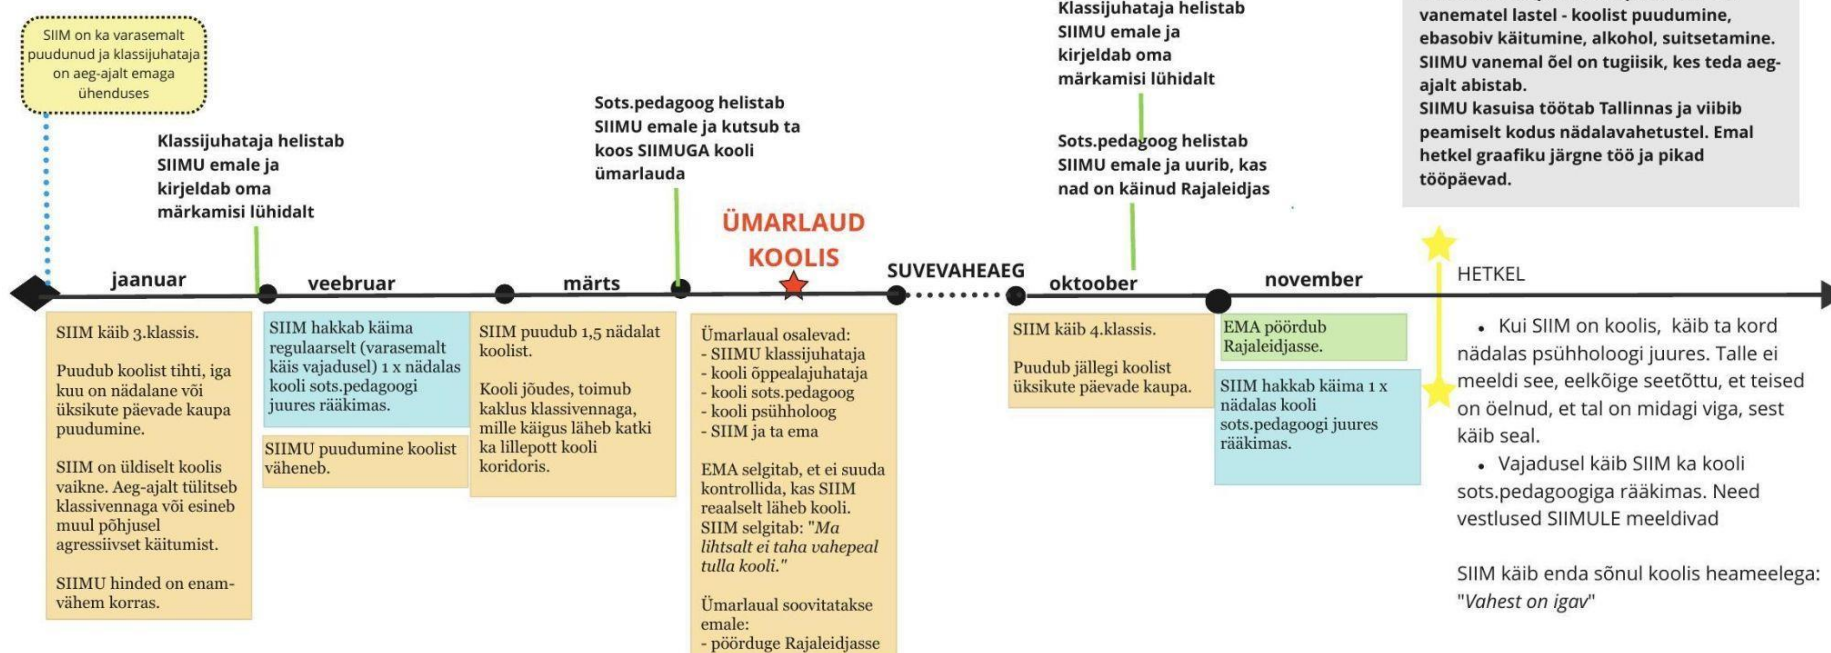 SIIM on ka varasemalt
puudunud ja klassijuhataja
on aeg-ajalt emaga
ühenduses
Klassijuhataja helistab
SIIMU emale ja
kirjeldab oma
märkamisi lühidalt
Sots.pedagoog helistab
SIIMU emale ja kutsub ta
koos SIIMUGA kooli
ümarlauda
ÜMARLAUD
KOOLIS
Klassijuhataja helistab
SIIMU emale ja
kirjeldab oma
märkamisi lühidalt
Sots.pedagoog helistab
SIIMU emale ja uurib, kas
nad on käinud Rajaleidjas
vanematel lastel - koolist puudumine,
ebasobiv käitumine, alkohol, suitsetamine.
SIIMU vanemal õel on tugiisik, kes teda aeg-
ajalt abistab.
SIIMU kasuisa töötab Tallinnas ja viibib
peamiselt kodus nädalavahetustel. Emal
hetkel graafiku järgne töö ja pikad
tööpäevad.
jaanuar
veebruar
märts
SUVEVAHEAEG
oktoober
november
HETKEL
SIIM käib 3.klassis.
Puudub koolist tihti, iga
kuu on nädalane või
üksikute päevade kaupa
puudumine.
SIIM on üldiselt koolis
vaikne. Aeg-ajalt tülitseb
klassivennaga või esineb
muul põhjusel
agressiivset käitumist.
SIIMU hinded on enam-
vähem korras.
SIIM hakkab käima
regulaarselt (varasemalt
käis vajadusel) 1 x nädalas
kooli sots.pedagoogi
juures rääkimas.
SIIMU puudumine koolist
väheneb.
SIIM puudub 1,5 nädalat
koolist.
Kooli jõudes, toimub
kaklus klassivennaga,
mille käigus läheb katki
ka lillepott kooli
koridoris.
Ümarlaual osalevad:
- SIIMU klassijuhataja
- kooli õppealajuhataja
- kooli sots.pedagoog
- kooli psühholoog
- SIIM ja ta ema
EMA selgitab, et ei suuda
kontrollida, kas SIIM
reaalselt läheb kooli.
SIIM selgitab: "Ma
lihtsalt ei taha vahepeal
tulla kooli."
Ümarlaual soovitatakse
emale:
- pöörduge Rajaleidjasse
SIIM käib 4.klassis.
Puudub jällegi koolist
üksikute päevade kaupa.
EMA pöördub
Rajaleidjasse.
SIIM hakkab käima 1 x
nädalas kooli
sots.pedagoogi juures
rääkimas.
• Kui SIIM on koolis, käib ta kord
nädalas psühholoogi juures. Talle ei
meeldi see, eelkõige seetõttu, et teised
on öelnud, et tal on midagi viga, sest
käib seal.
• Vajadusel käib SIIM ka kooli
sots.pedagoogiga rääkimas. Need
vestlused SIIMULE meeldivad
SIIM käib enda sõnul koolis heameelega:
"Vahest on igav"